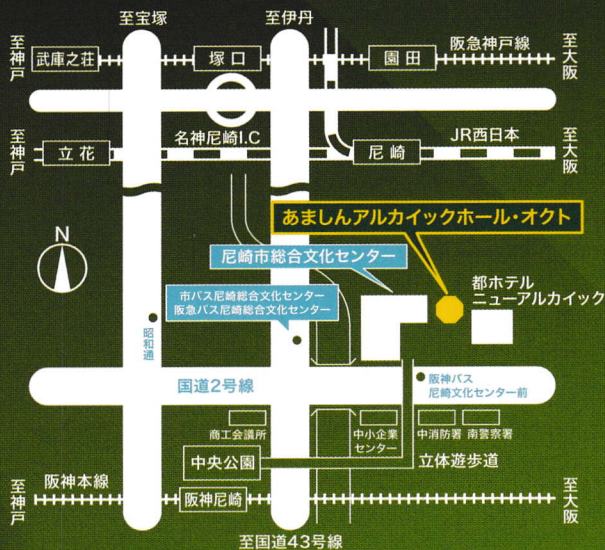 至宝塚
至伊丹
至神戸
武庫之荘
塚口
園田
阪急神戸線
至大阪
至神戸
立花
名神尼崎I.C
尼崎
JR西日本
至大阪
あましんアルカイックホール・オクト
N
尼崎市総合文化センター
都ホテル
ニューアルカイック
市バス尼崎総合文化センター
阪急バス尼崎総合文化センター
昭和通
国道2号線
阪神バス
尼崎文化センター前
商工会議所
中小企業
センター
中消防署
南警察署
中央公園
立体遊歩道
至神戸
阪神本線
阪神尼崎
至大阪
至国道43号線